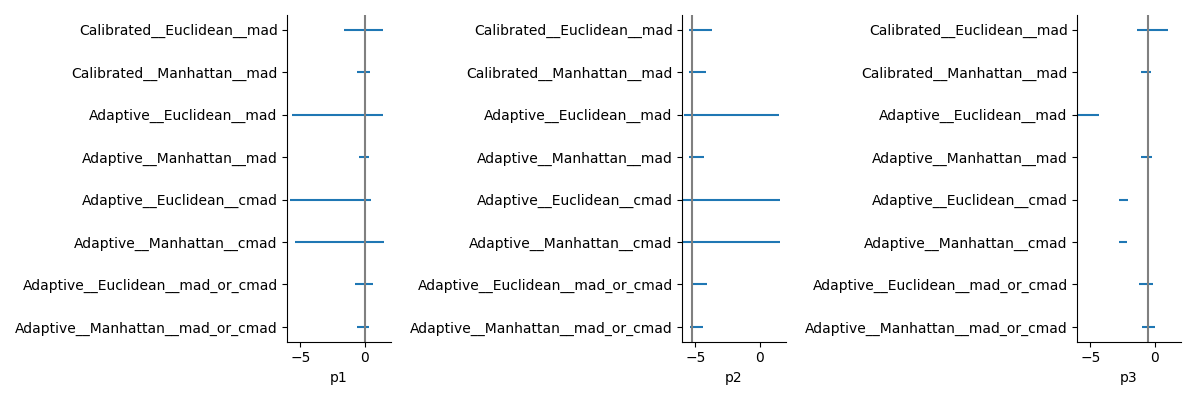 Calibrated__Euclidean__mad
Calibrated__Manhattan__mad
Adaptive__Euclidean__mad
Adaptive__Manhattan__mad
Adaptive__Euclidean__cmad
Adaptive__Manhattan__cmad
Adaptive__Euclidean__mad_or_cmad
Adaptive__Manhattan__mad_or_cmad
−5 0
p1
Calibrated__Euclidean__mad
Calibrated__Manhattan__mad
Adaptive__Euclidean__mad
Adaptive__Manhattan__mad
Adaptive__Euclidean__cmad
Adaptive__Manhattan__cmad
Adaptive__Euclidean__mad_or_cmad
Adaptive__Manhattan__mad_or_cmad
−5 0
p2
Calibrated__Euclidean__mad
Calibrated__Manhattan__mad
Adaptive__Euclidean__mad
Adaptive__Manhattan__mad
Adaptive__Euclidean__cmad
Adaptive__Manhattan__cmad
Adaptive__Euclidean__mad_or_cmad
Adaptive__Manhattan__mad_or_cmad
−5 0
p3